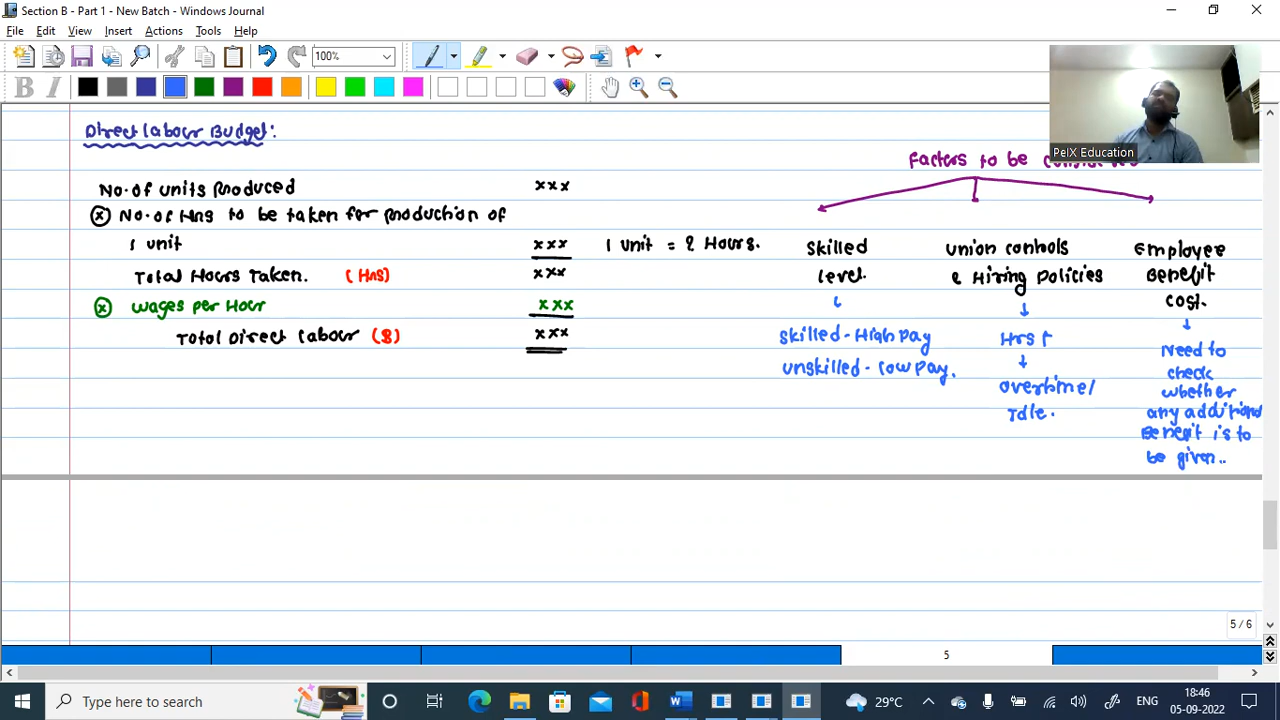 Section B - Part 1 - New Batch - Windows Journal
File Edit View Insert Actions Tools Help
100%
B I
PelX Education
Direct Labour Budget:
Factors to be
No. of units produced xxx
(x) No. of Hrs to be taken for production of
1 unit xxx 1 unit = 2 Hours.
Total Hours Taken. (Hrs) xxx
(x) wages per Hour xxx
Total Direct Labour ($) xxx
Skilled
level.
Skilled - High Pay
unskilled - Low Pay.
union controls
& Hiring Policies
Hrs ↑
overtime/
Idle.
Employee
Benefit
cost.
Need to
check
whether
any additional
Benefit is to
be given..
5 / 6
5
Type here to search
29°C
ENG
18:46
05-09-2022